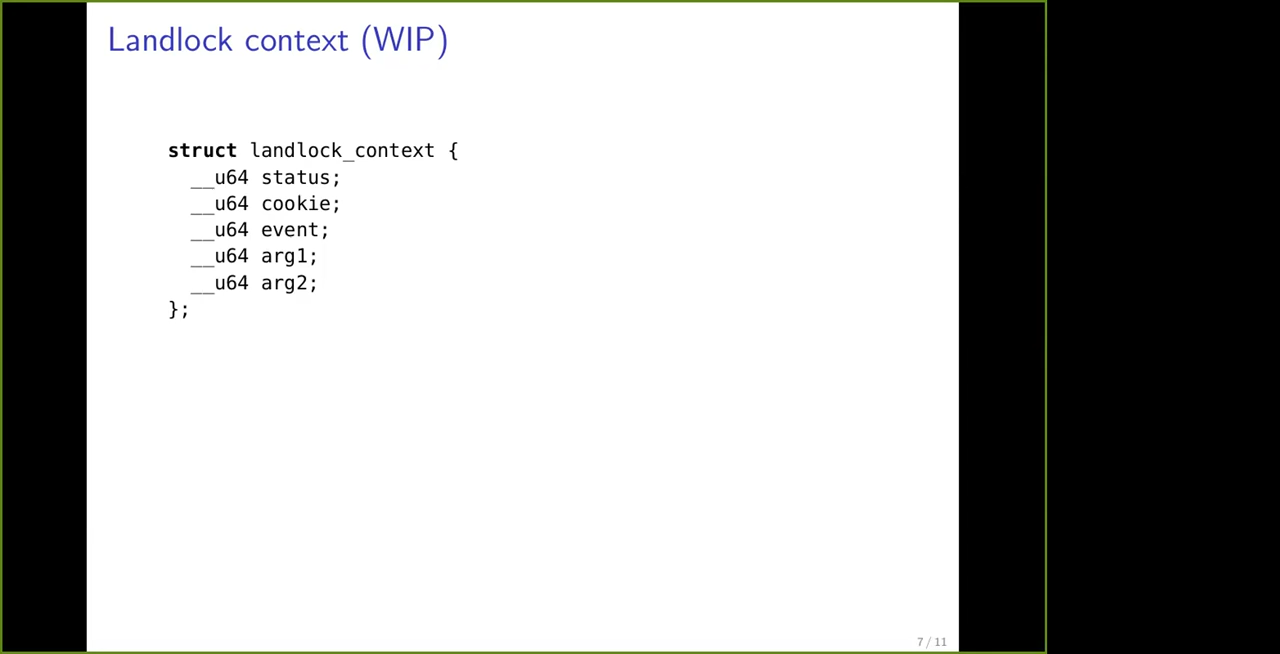 Landlock context (WIP)
struct landlock_context {
__u64 status;
__u64 cookie;
__u64 event;
__u64 arg1;
__u64 arg2;
};
7 / 11